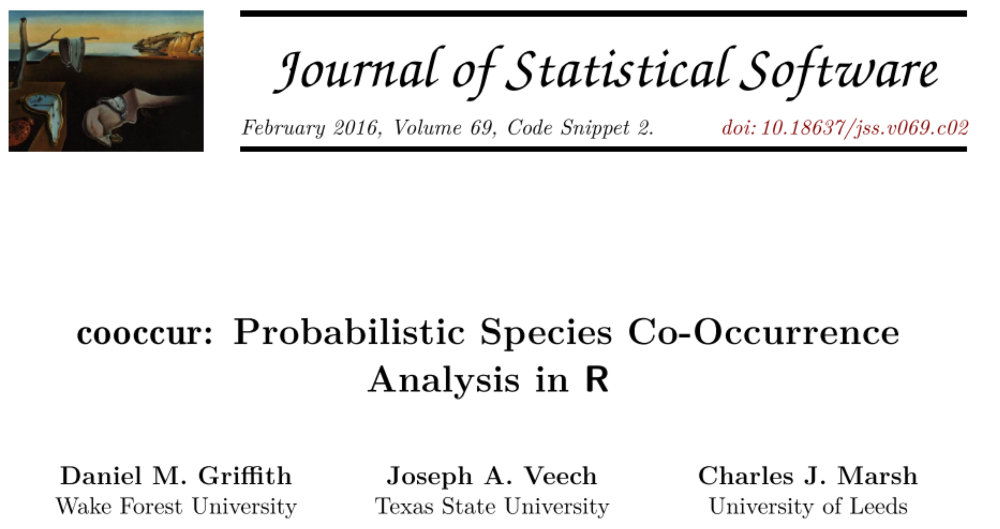 Journal of Statistical Software
February 2016, Volume 69, Code Snippet 2. doi: 10.18637/jss.v069.c02
cooccur: Probabilistic Species Co-Occurrence
Analysis in R
Daniel M. Griffith Joseph A. Veech Charles J. Marsh
Wake Forest University Texas State University University of Leeds